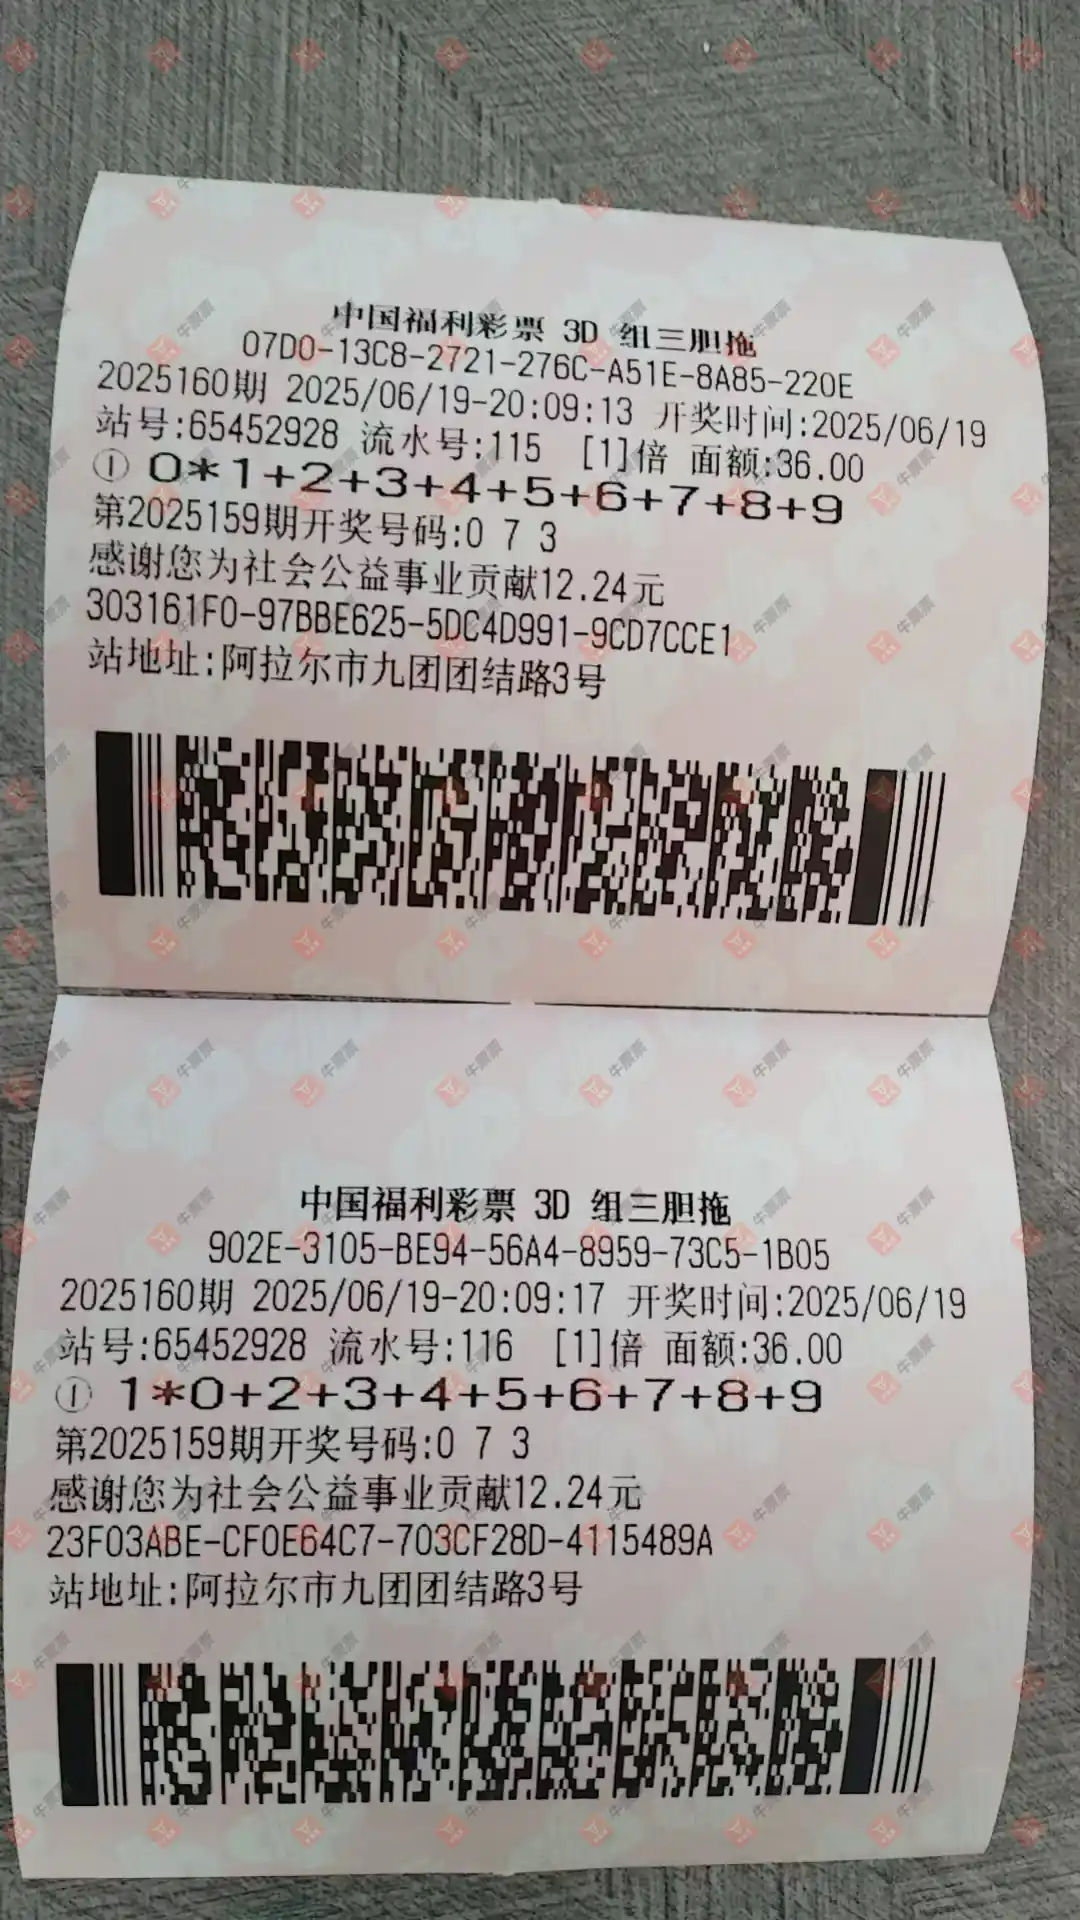 中国福利彩票 3D 组三胆拖
07D0-13C8-2721-276C-A51E-8A85-220E
2025160期 2025/06/19-20:09:13 开奖时间:2025/06/19
站号:65452928 流水号:115 [1]倍 面额:36.00
① 0*1+2+3+4+5+6+7+8+9
第2025159期开奖号码:0 7 3
感谢您为社会公益事业贡献12.24元
303161F0-97BBE625-5DC4D991-9CD7CCE1
站地址:阿拉尔市九团团结路3号
中国福利彩票 3D 组三胆拖
902E-3105-BE94-56A4-8959-73C5-1B05
2025160期 2025/06/19-20:09:17 开奖时间:2025/06/19
站号:65452928 流水号:116 [1]倍 面额:36.00
① 1*0+2+3+4+5+6+7+8+9
第2025159期开奖号码:0 7 3
感谢您为社会公益事业贡献12.24元
23F03ABE-CF0E64C7-703CF28D-4115489A
站地址:阿拉尔市九团团结路3号